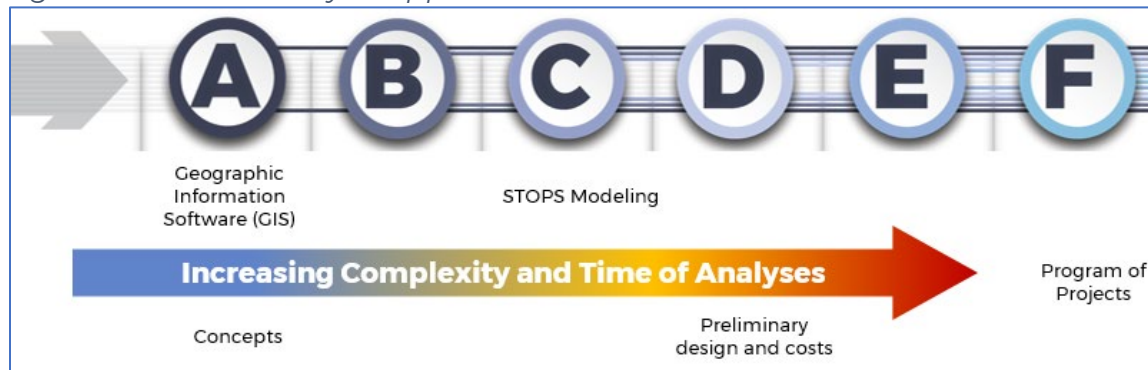 A B C D E F
Geographic
Information
Software (GIS)
STOPS Modeling
Increasing Complexity and Time of Analyses
Program of
Projects
Concepts
Preliminary
design and costs